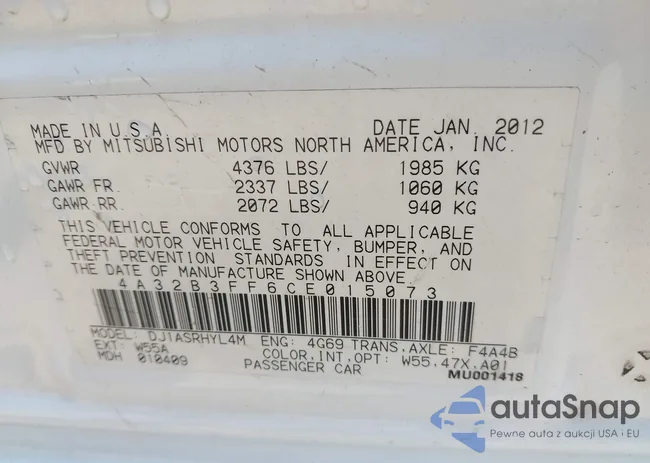 MADE IN U.S.A. DATE JAN. 2012
MFD BY MITSUBISHI MOTORS NORTH AMERICA, INC.
GVWR 4376 LBS/ 1985 KG
GAWR FR. 2337 LBS/ 1060 KG
GAWR RR. 2072 LBS/ 940 KG
THIS VEHICLE CONFORMS TO ALL APPLICABLE
FEDERAL MOTOR VEHICLE SAFETY, BUMPER, AND
THEFT PREVENTION STANDARDS IN EFFECT ON
THE DATE OF MANUFACTURE SHOWN ABOVE.
4A32B3FF6CE015073
MODEL: DJ1ASRHYL4M ENG: 4G69 TRANS,AXLE: F4A4B
EXT: W55A COLOR,INT,OPT: W55,47X,A01
MDH 010409 PASSENGER CAR MU001418
autaSnap
Pewne auta z aukcji USA i EU